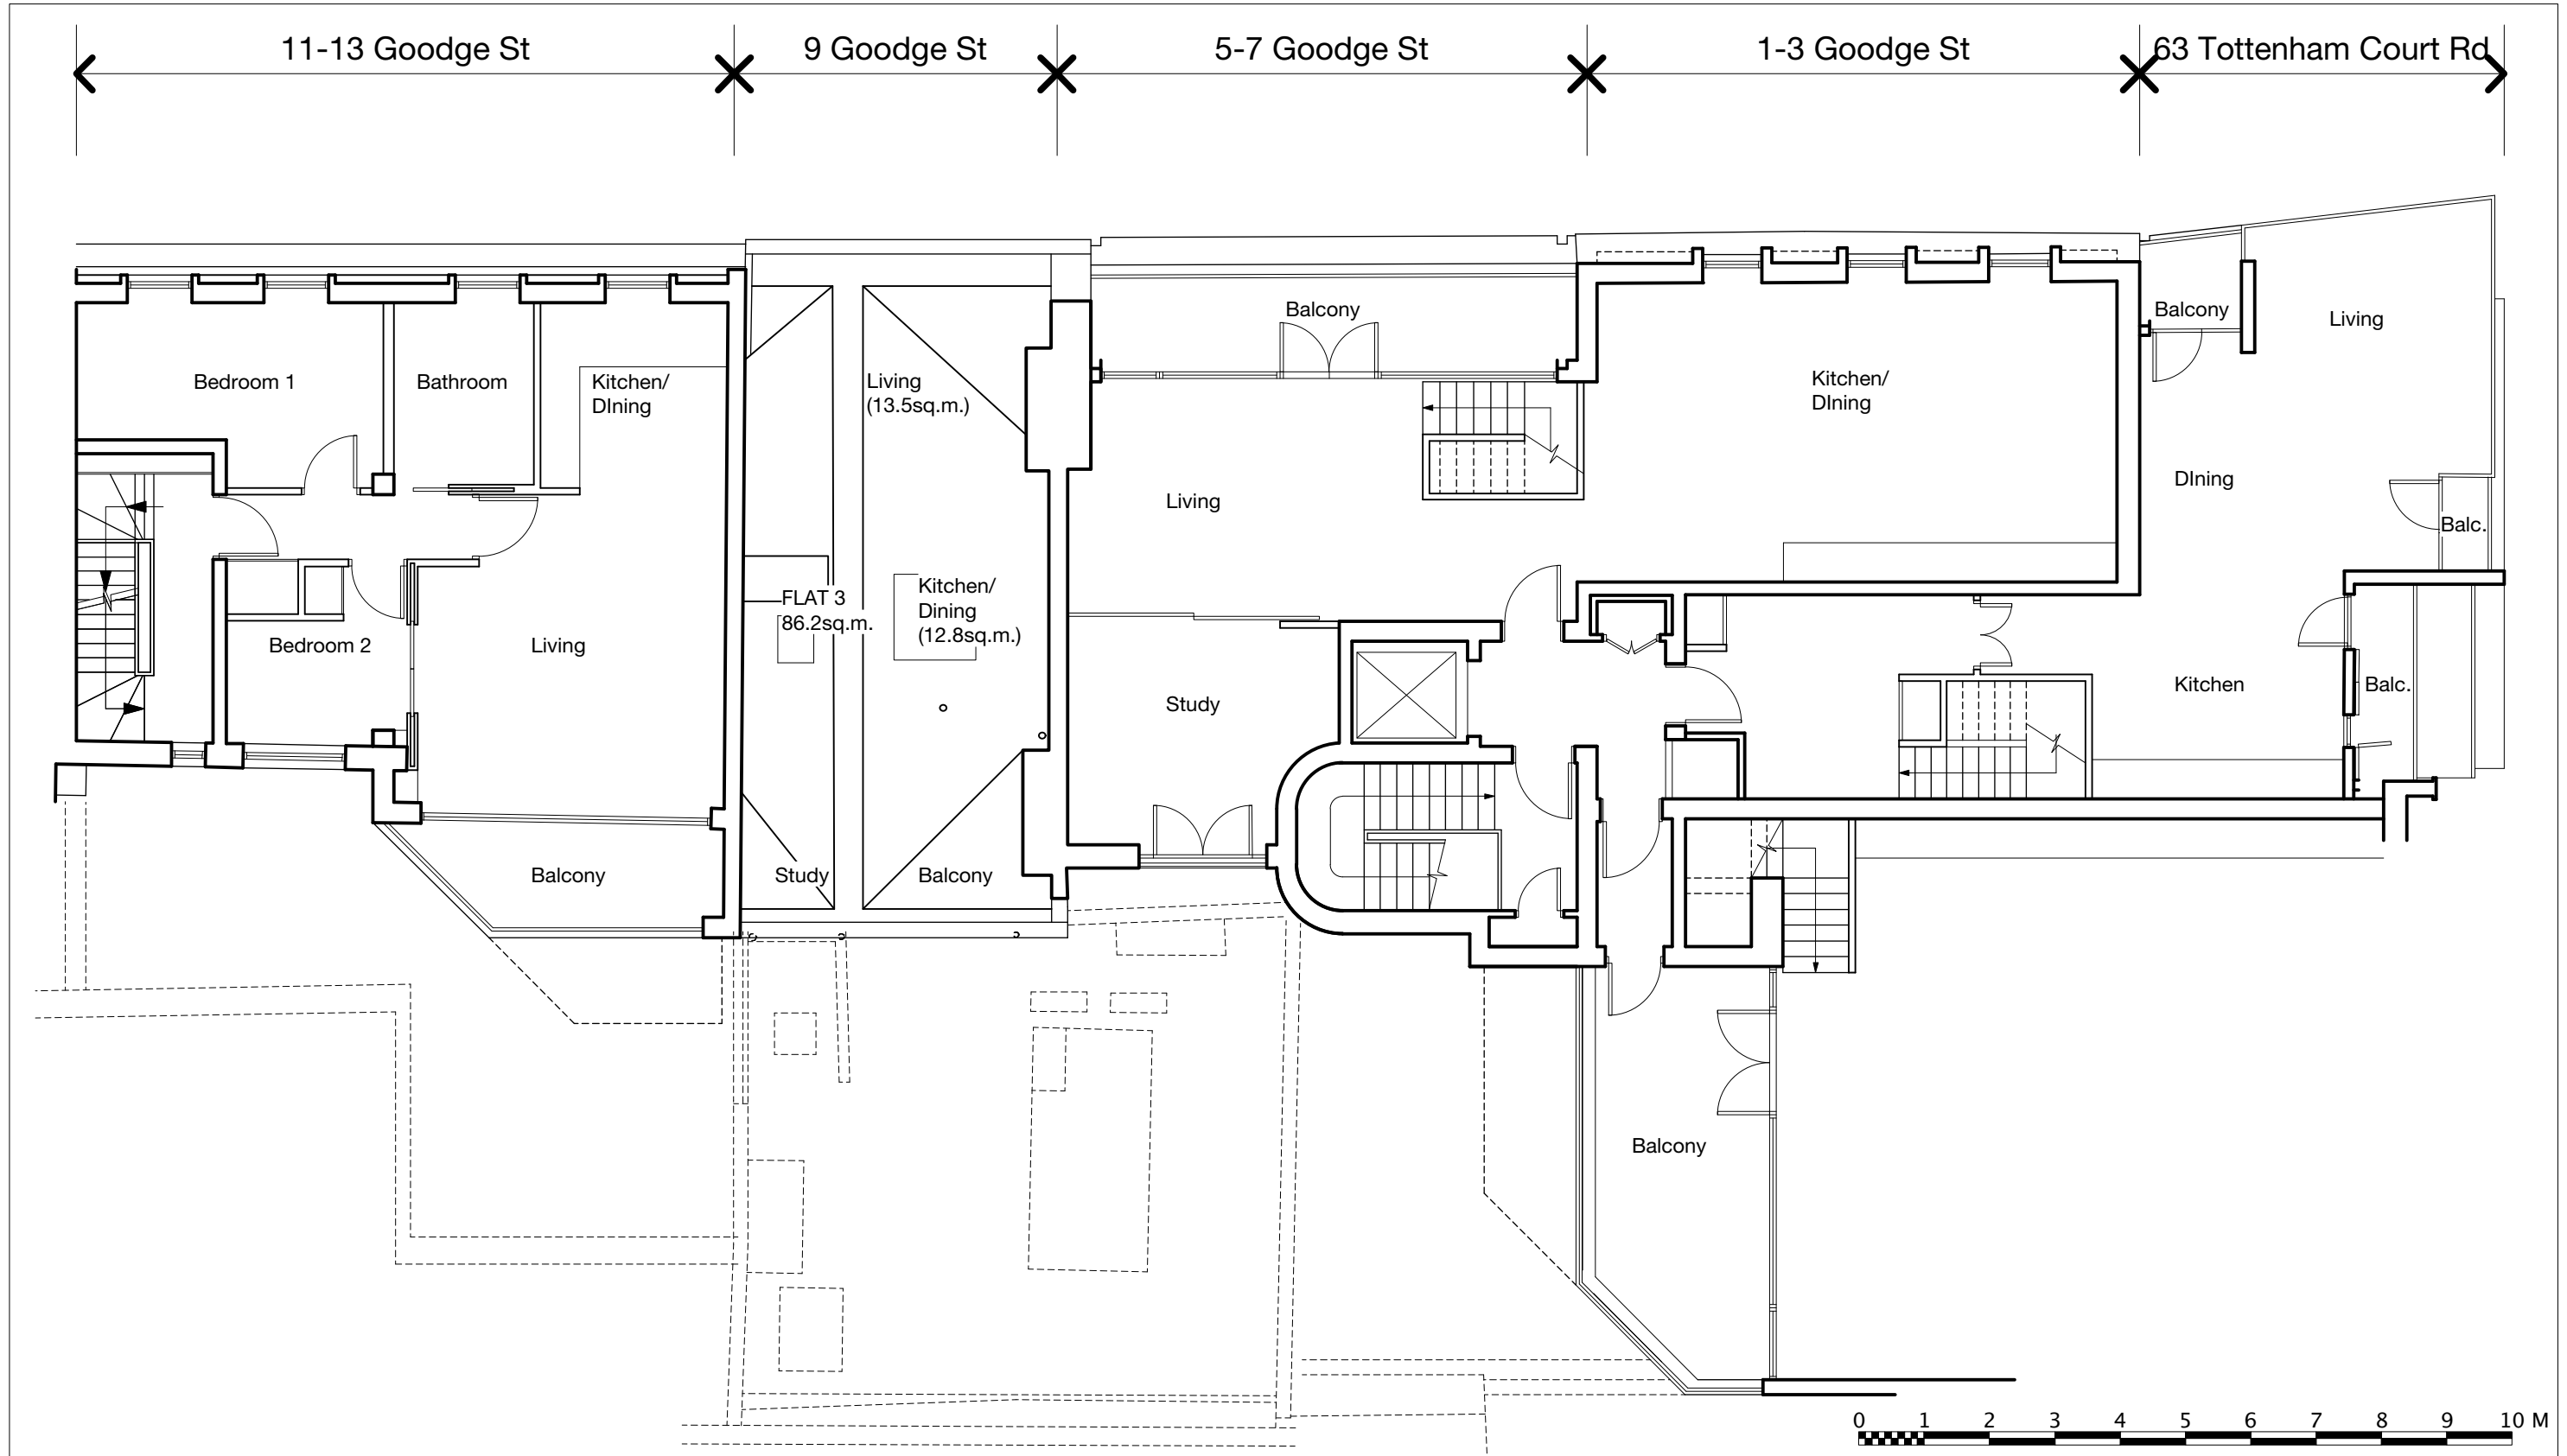 11-13 Goodge St
9 Goodge St
5-7 Goodge St
1-3 Goodge St
63 Tottenham Court Rd
Balcony
Balcony
Living
Bedroom 1
Bathroom
Kitchen/
DIning
Living
(13.5sq.m.)
Kitchen/
DIning
Living
DIning
Balc.
FLAT 3
86.2sq.m.
Kitchen/
Dining
(12.8sq.m.)
Bedroom 2
Living
Study
Kitchen
Balc.
Balcony
Study
Balcony
Balcony
0 1 2 3 4 5 6 7 8 9 10 M